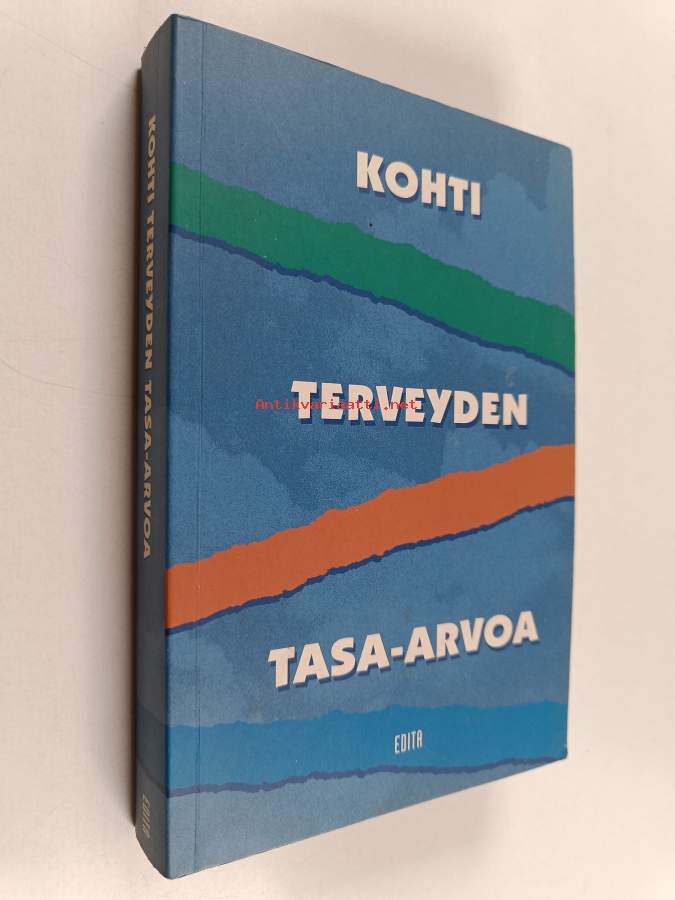 KOHTI
TERVEYDEN
Antikvariaatti.net
TASA-ARVOA
EDITA
KOHTI TERVEYDEN TASA-ARVOA
EDITA